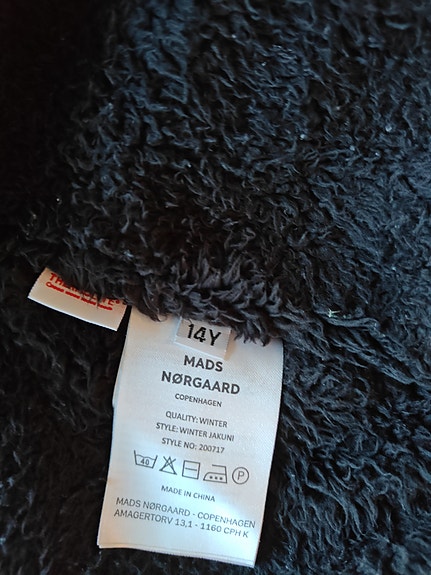 14Y
MADS
NØRGAARD
COPENHAGEN
QUALITY: WINTER
STYLE: WINTER JAKUNI
STYLE NO: 200717
40
P
MADE IN CHINA
MADS NØRGAARD - COPENHAGEN
AMAGERTORV 13,1 - 1160 CPH K